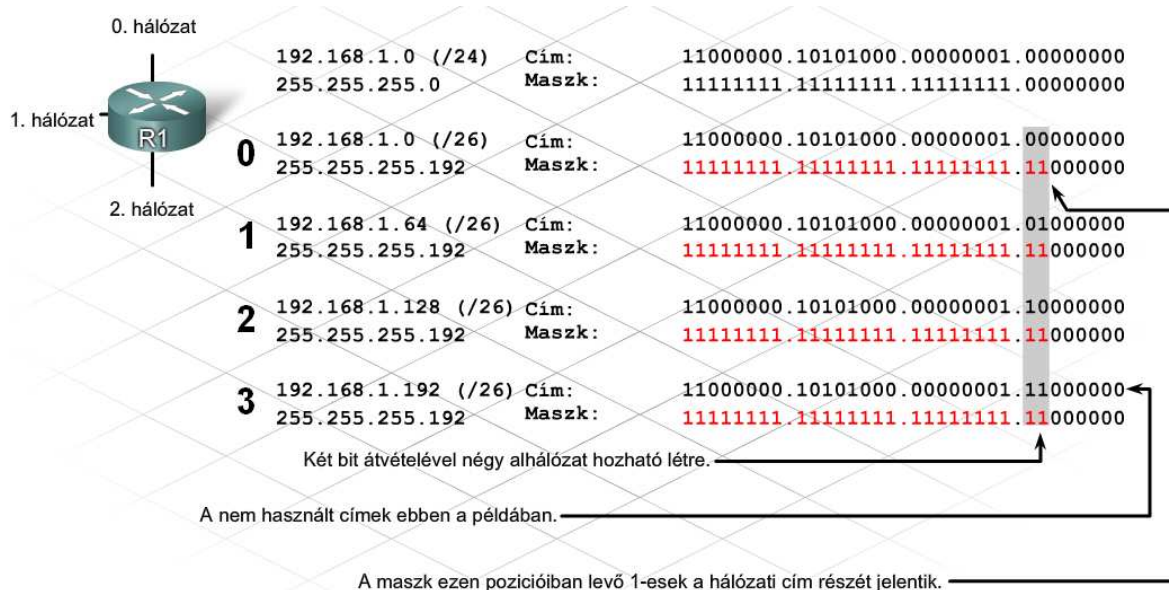 0. hálózat
1. hálózat
R1
2. hálózat
192.168.1.0 (/24) Cím: 11000000.10101000.00000001.00000000
255.255.255.0 Maszk: 11111111.11111111.11111111.00000000
0 192.168.1.0 (/26) Cím: 11000000.10101000.00000001.00000000
255.255.255.192 Maszk: 11111111.11111111.11111111.11000000
1 192.168.1.64 (/26) Cím: 11000000.10101000.00000001.01000000
255.255.255.192 Maszk: 11111111.11111111.11111111.11000000
2 192.168.1.128 (/26) Cím: 11000000.10101000.00000001.10000000
255.255.255.192 Maszk: 11111111.11111111.11111111.11000000
3 192.168.1.192 (/26) Cím: 11000000.10101000.00000001.11000000
255.255.255.192 Maszk: 11111111.11111111.11111111.11000000
Két bit átvételével négy alhálózat hozható létre.
A nem használt címek ebben a példában.
A maszk ezen pozicióiban levő 1-esek a hálózati cím részét jelentik.